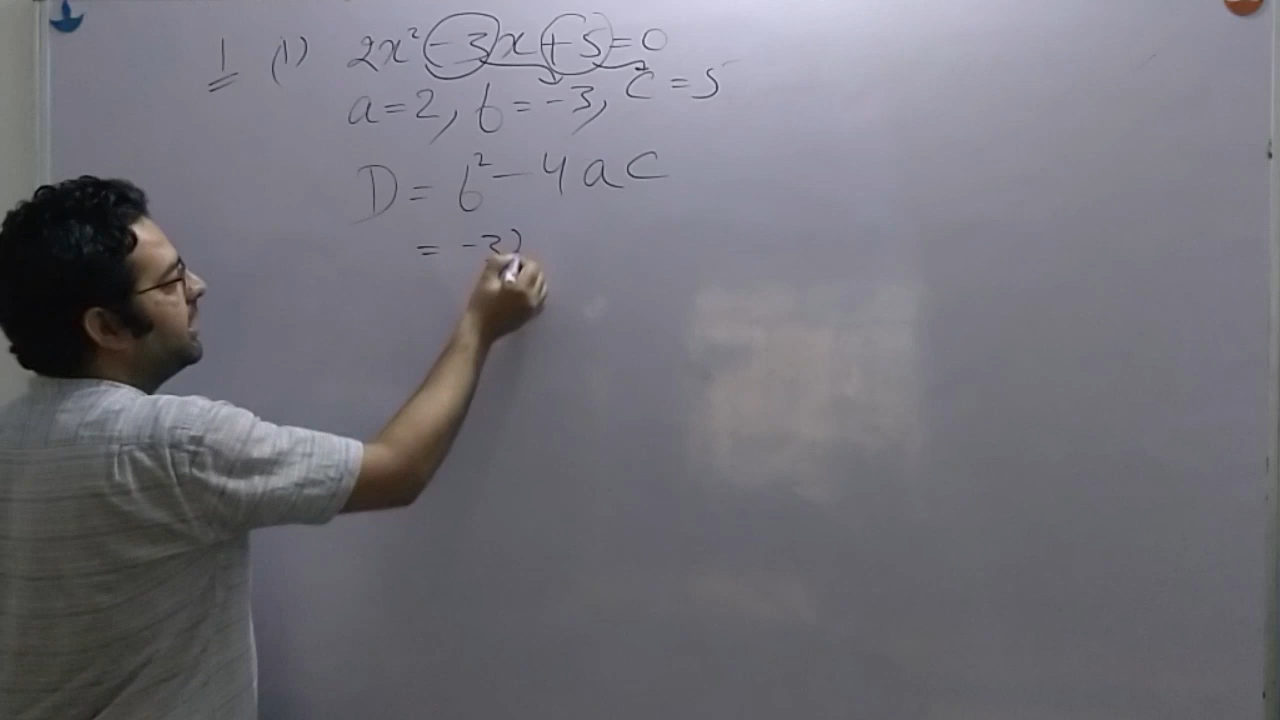 1 (1) 2x² -3x +5 = 0
a = 2, b = -3, c = 5
D = b² - 4ac
= -3)